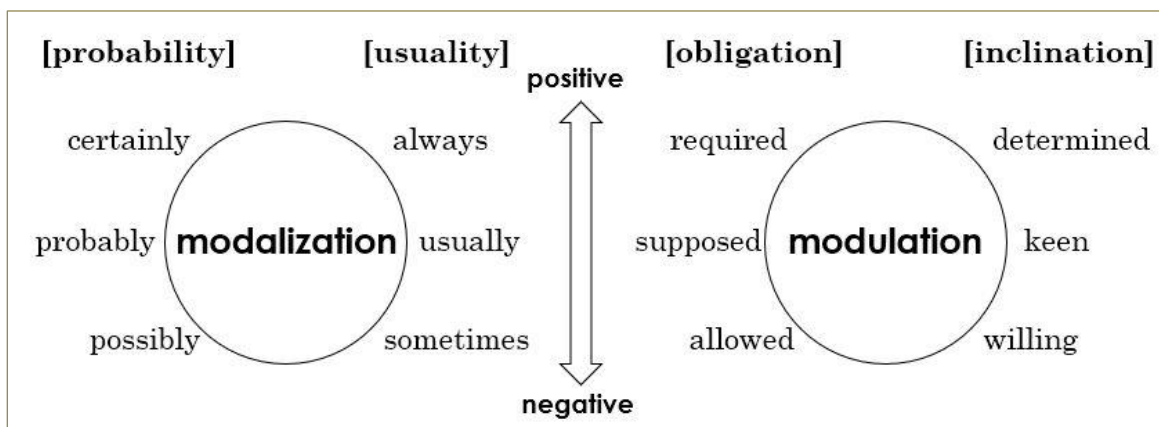 [probability] [usuality] [obligation] [inclination]
positive
certainly always required determined
probably modalization usually supposed modulation keen
possibly sometimes allowed willing
negative